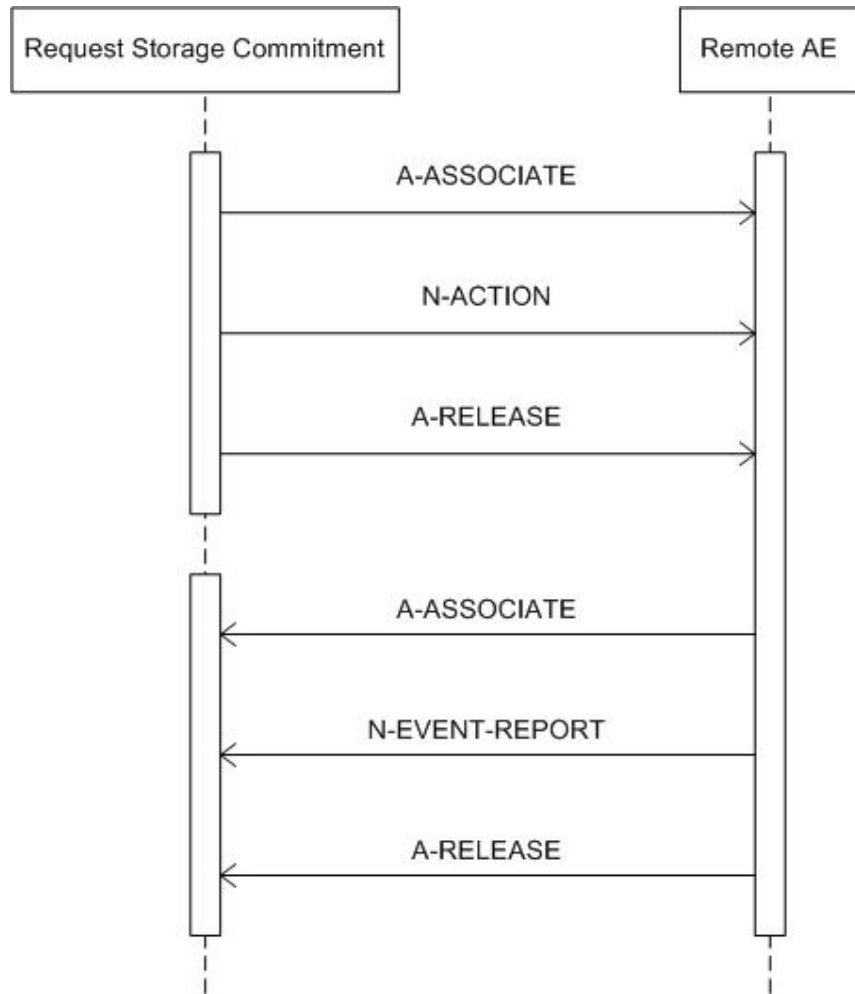 Request Storage Commitment
Remote AE
A-ASSOCIATE
N-ACTION
A-RELEASE
A-ASSOCIATE
N-EVENT-REPORT
A-RELEASE